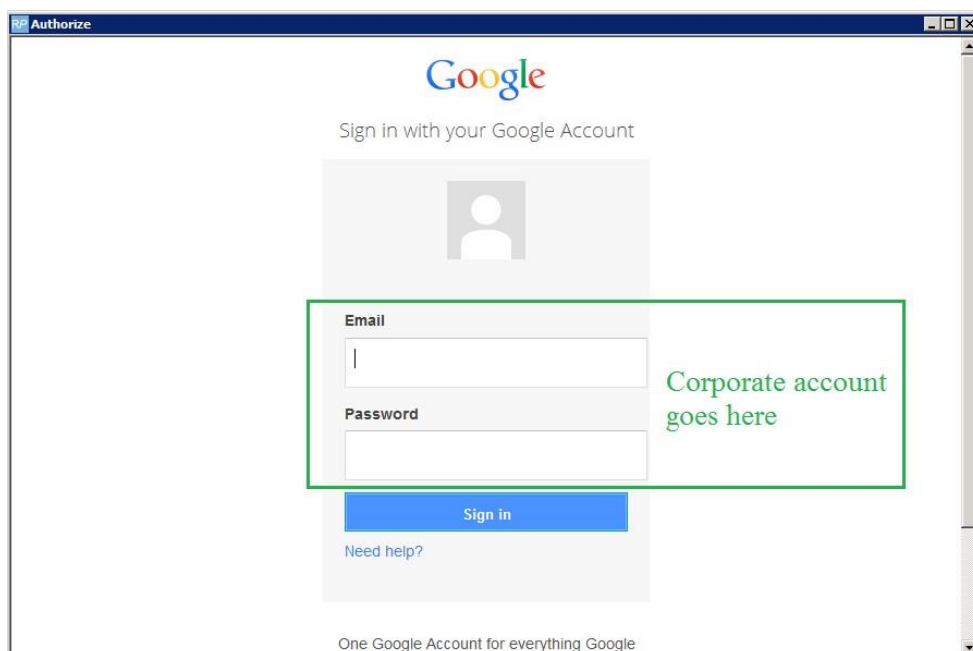 RP Authorize
Google
Sign in with your Google Account
Email
Corporate account
goes here
Password
Sign in
Need help?
One Google Account for everything Google